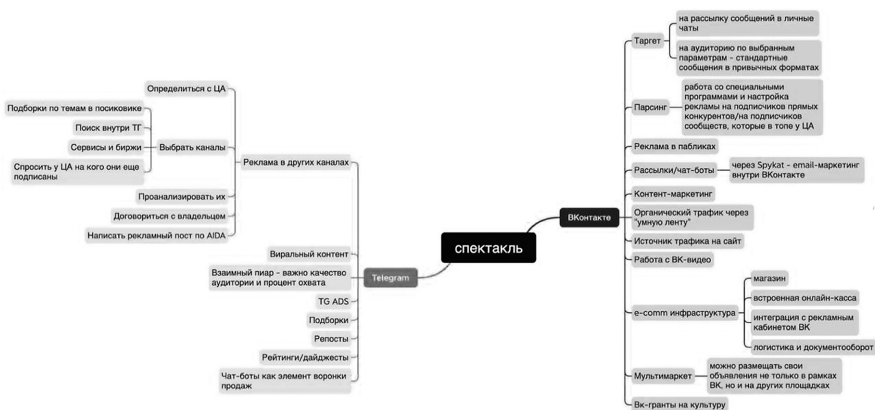 спектакль
Telegram
Реклама в других каналах
Определиться с ЦА
Выбрать каналы
Подборки по темам в посиковике
Поиск внутри ТГ
Сервисы и биржи
Спросить у ЦА на кого они еще
подписаны
Проанализировать их
Договориться с владельцем
Написать рекламный пост по AIDA
Виральный контент
Взаимный пиар - важно качество
аудитории и процент охвата
TG ADS
Подборки
Репосты
Рейтинги/дайджесты
Чат-боты как элемент воронки
продаж
ВКонтакте
Таргет
на рассылку сообщений в личные
чаты
на аудиторию по выбранным
параметрам - стандартные
сообщения в привычных форматах
Парсинг
работа со специальными
программами и настройка
рекламы на подписчиков прямых
конкурентов/на подписчиков
сообществ, которые в топе у ЦА
Реклама в пабликах
Рассылки/чат-боты
через Spykat - email-маркетинг
внутри ВКонтакте
Контент-маркетинг
Органический трафик через
"умную ленту"
Источник трафика на сайт
Работа с ВК-видео
e-comm инфраструктура
магазин
встроенная онлайн-касса
интеграция с рекламным
кабинетом ВК
логистика и документооборот
Мультимаркет
можно размещать свои
объявления не только в рамках
ВК, но и на других площадках
Вк-гранты на культуру